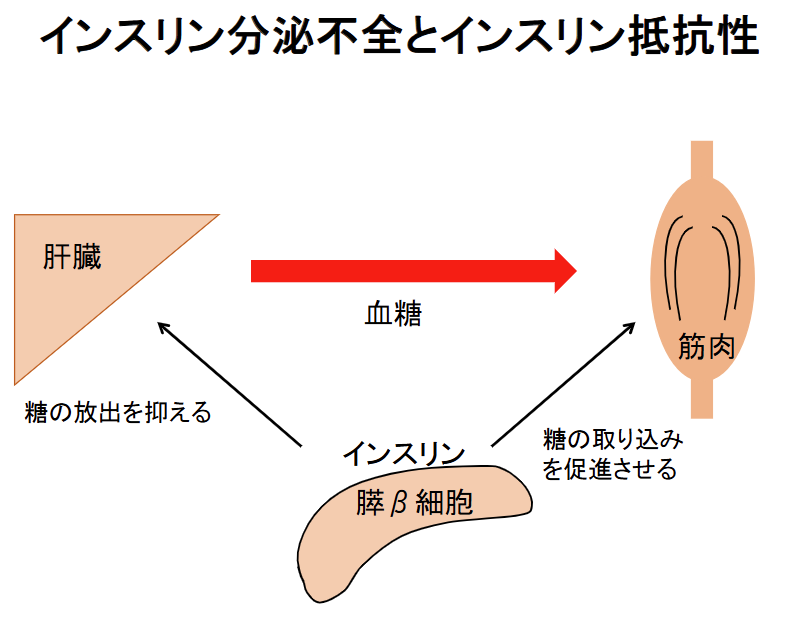 インスリン分泌不全とインスリン抵抗性
肝臓
血糖
筋肉
糖の放出を抑える
インスリン
膵β細胞
糖の取り込み
を促進させる